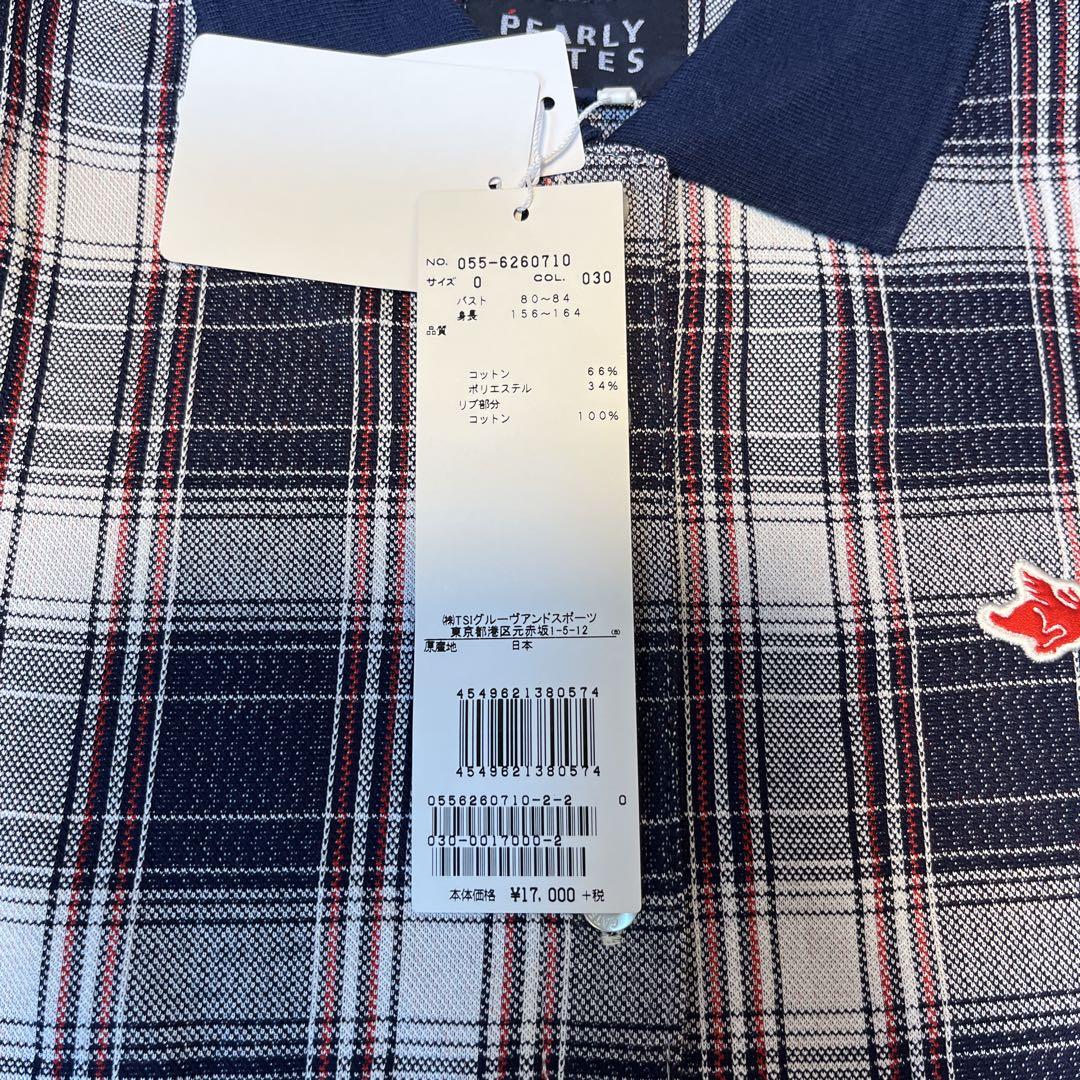 PEARLY
NO. 055-6260710
サイズ 0 COL. 030
バスト 80~84
身長 156~164
品質
コットン 66%
ポリエステル 34%
リブ部分
コットン 100%
㈱TSIグルーヴアンドスポーツ
東京都港区元赤坂1-5-12
原産地 日本
4549621380574
4549621380574
0556260710-2-2 0
030-0017000-2
本体価格 ¥17,000 +税